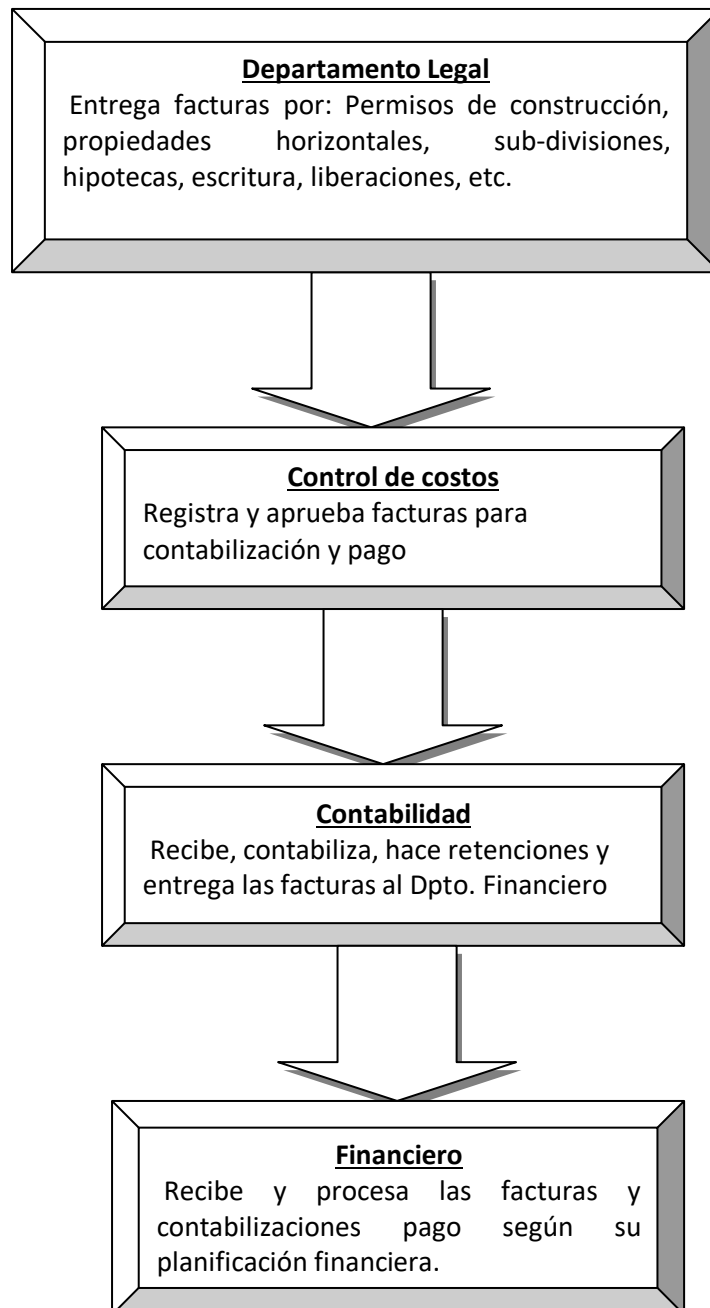 Departamento Legal
Entrega facturas por: Permisos de construcción,
propiedades horizontales, sub-divisiones,
hipotecas, escritura, liberaciones, etc.
Control de costos
Registra y aprueba facturas para
contabilización y pago
Contabilidad
Recibe, contabiliza, hace retenciones y
entrega las facturas al Dpto. Financiero
Financiero
Recibe y procesa las facturas y
contabilizaciones pago según su
planificación financiera.